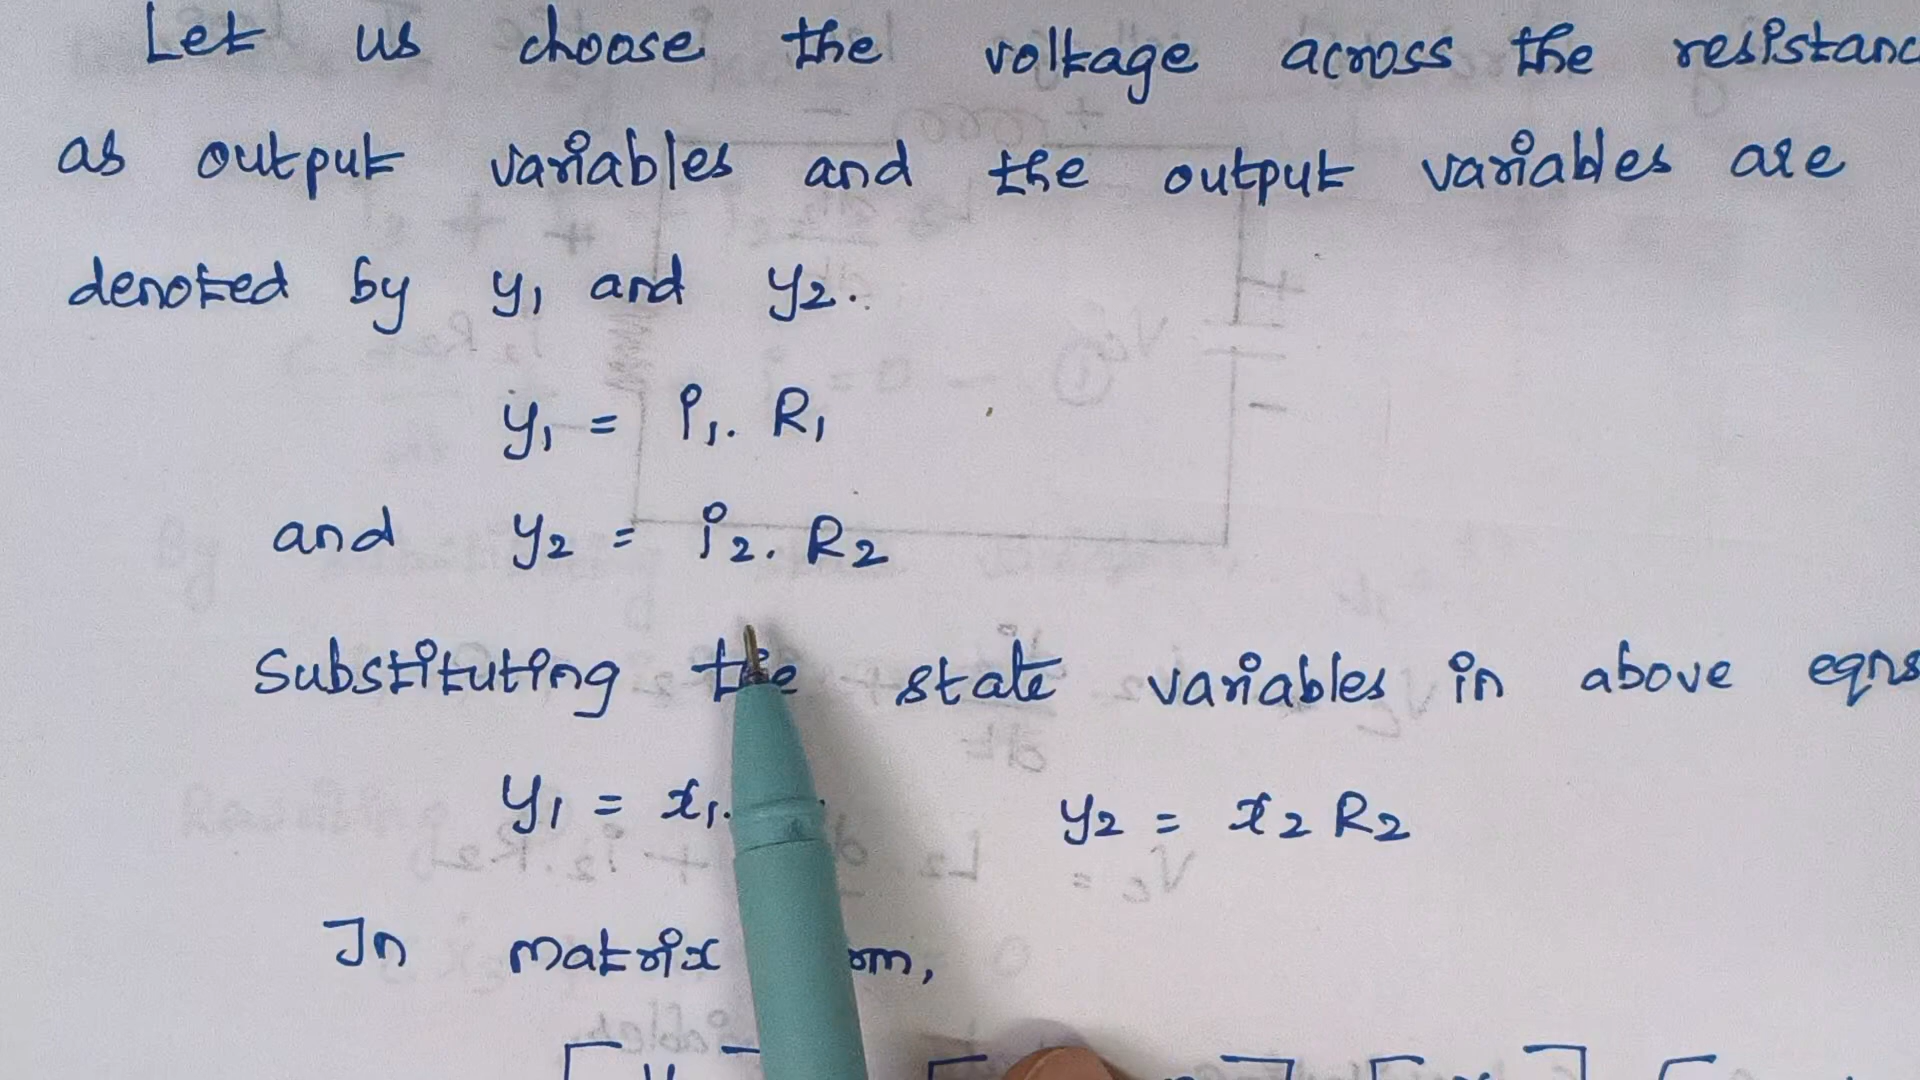 Let us choose the voltage across the resistanc
as output variables and the output variables are
denoted by y1 and y2.
y1 = i1. R1
and y2 = i2. R2
Substituting the state variables in above eqns
y1 = x1. y2 = x2 R2
In matrix